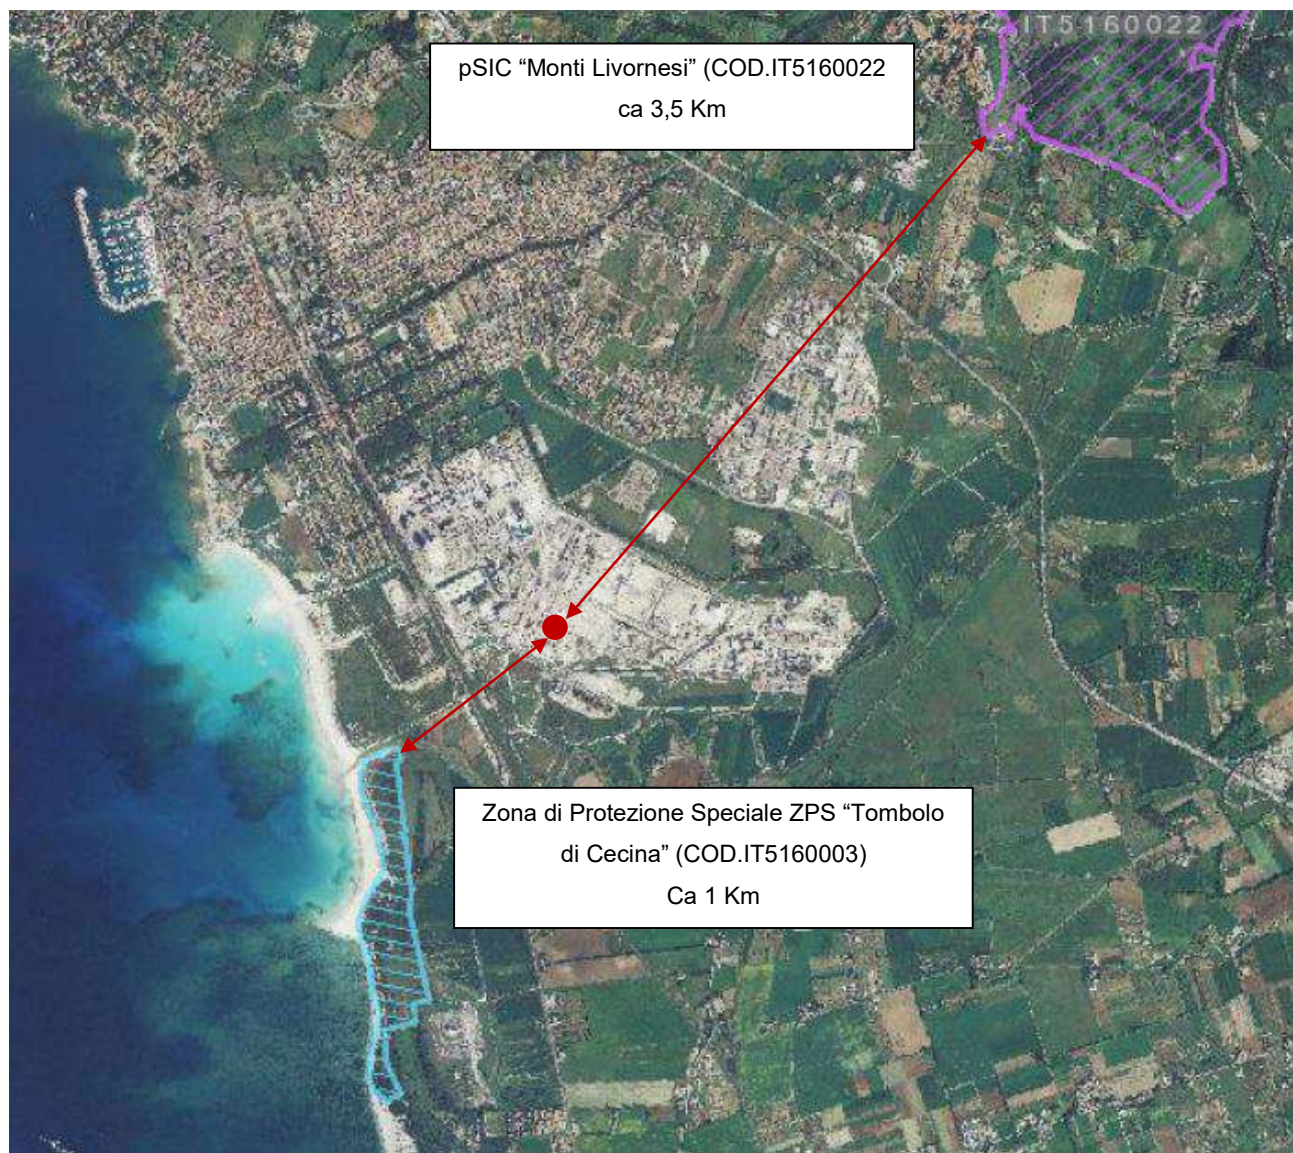 IT5160022
pSIC “Monti Livornesi” (COD.IT5160022
ca 3,5 Km
Zona di Protezione Speciale ZPS “Tombolo
di Cecina” (COD.IT5160003)
Ca 1 Km